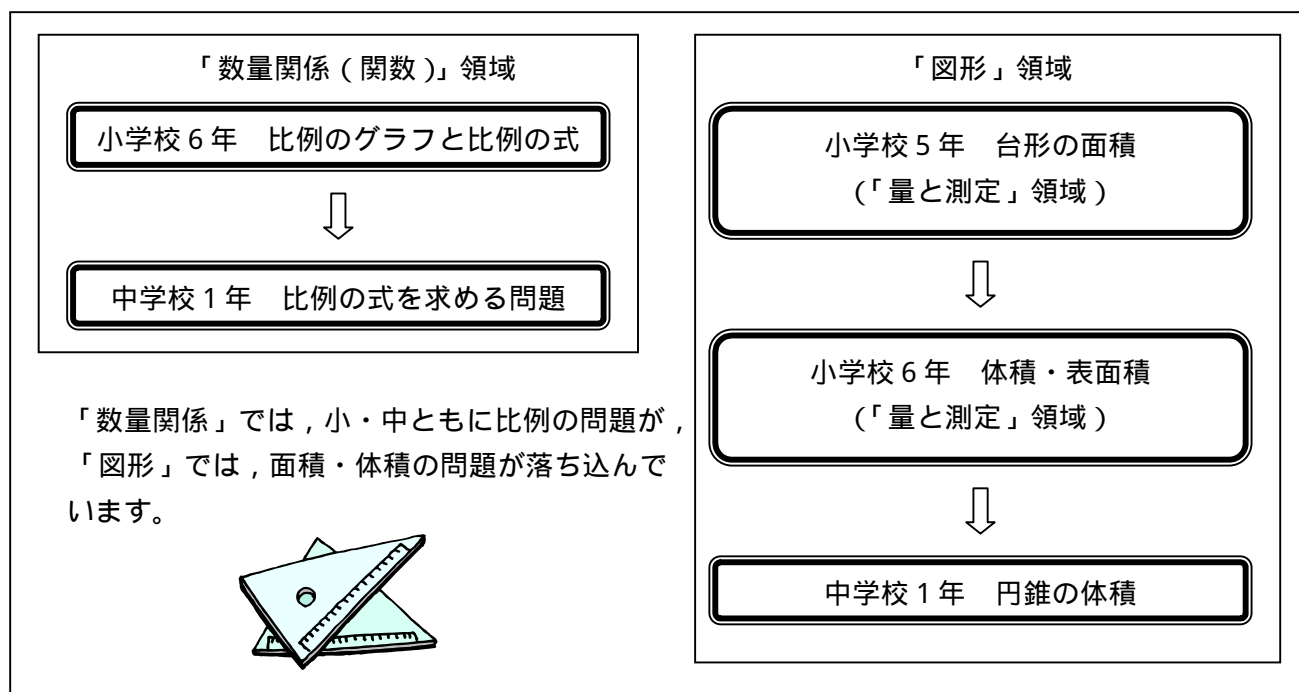 「数量関係(関数)」領域
小学校6年 比例のグラフと比例の式
中学校1年 比例の式を求める問題
「数量関係」では,小・中ともに比例の問題が,
「図形」では,面積・体積の問題が落ち込んで
います。
「図形」領域
小学校5年 台形の面積
(「量と測定」領域)
小学校6年 体積・表面積
(「量と測定」領域)
中学校1年 円錐の体積